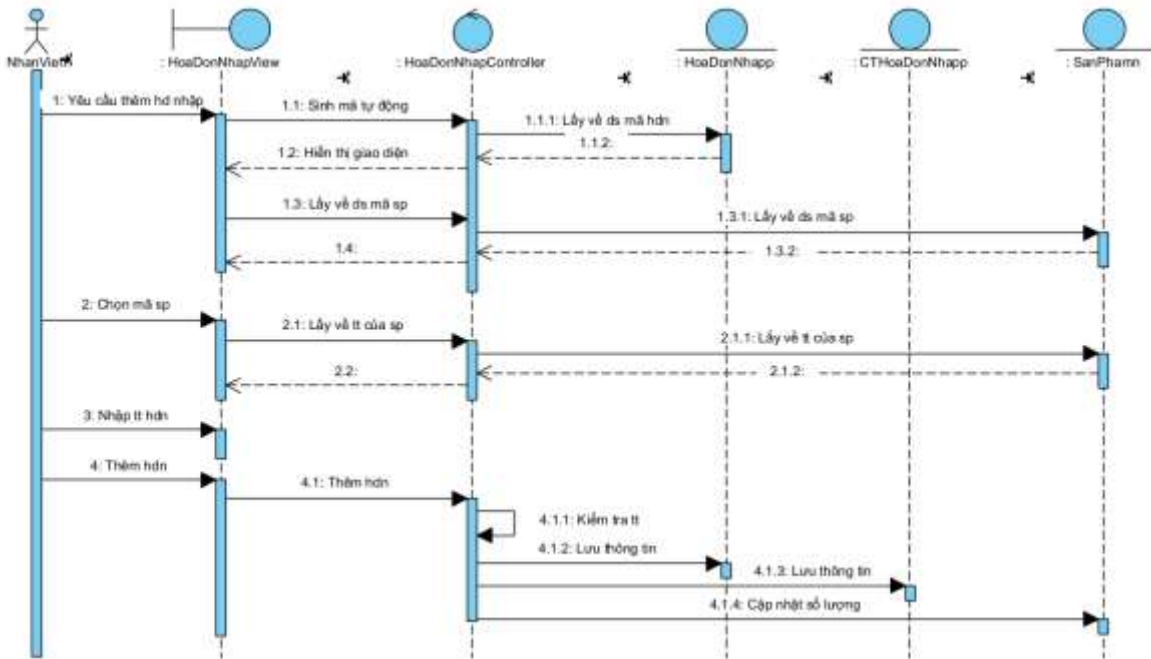 NhanVien
: HoaDonNhapView
: HoaDonNhapController
: HoaDonNhapp
: CTHoaDonNhapp
: SanPhamn
1: Yêu cầu thêm hd nhập
1.1: Sinh mã tự động
1.1.1: Lấy về ds mã hdn
1.1.2:
1.2: Hiển thị giao diện
1.3: Lấy về ds mã sp
1.3.1: Lấy về ds mã sp
1.3.2:
1.4:
2: Chọn mã sp
2.1: Lấy về tt của sp
2.1.1: Lấy về tt của sp
2.1.2:
2.2:
3: Nhập tt hdn
4: Thêm hdn
4.1: Thêm hdn
4.1.1: Kiểm tra tt
4.1.2: Lưu thông tin
4.1.3: Lưu thông tin
4.1.4: Cập nhật số lượng